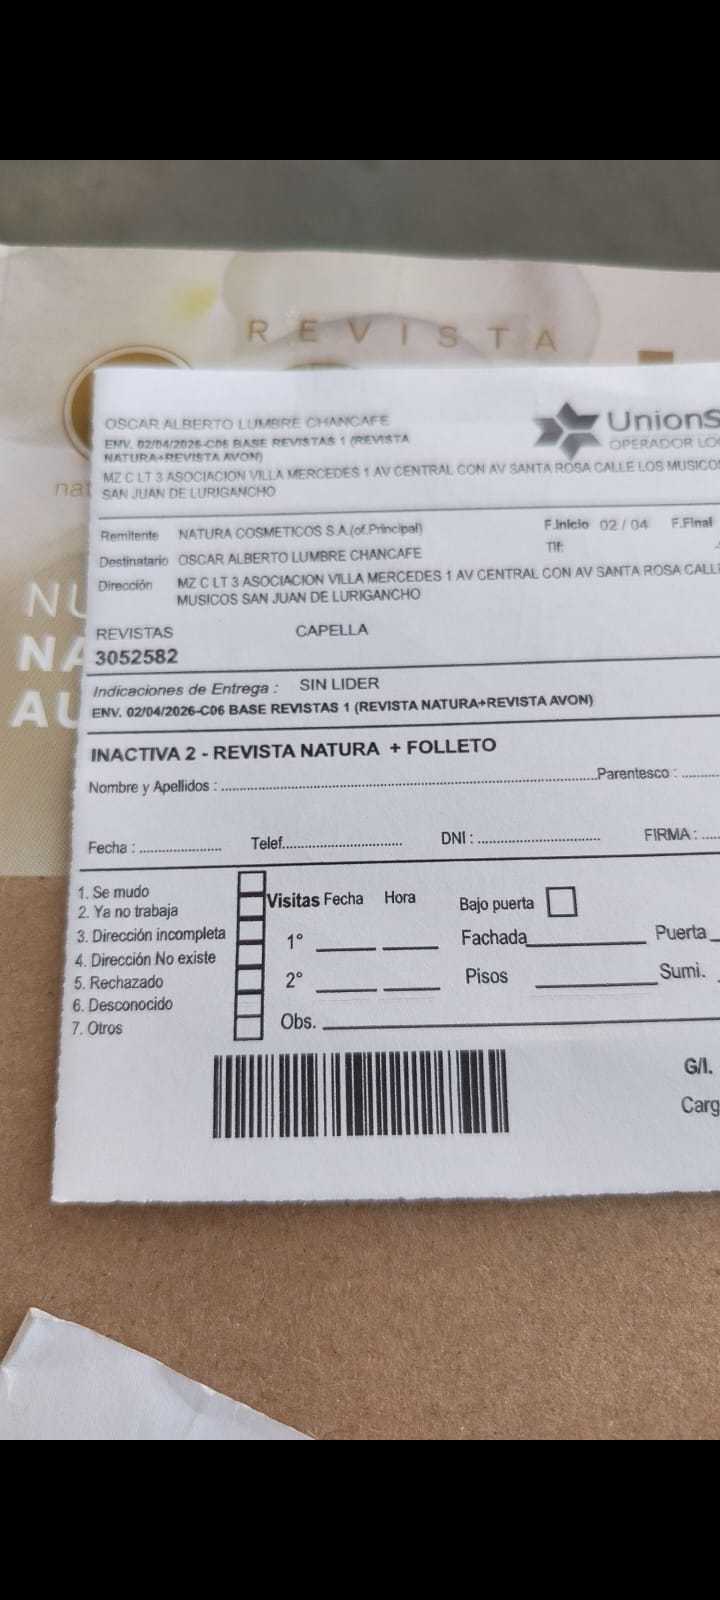 REVISTA
nat
NU
NA
AU
OSCAR ALBERTO LUMBRE CHANCAFE
ENV. 02/04/2026-C06 BASE REVISTAS 1 (REVISTA
NATURA+REVISTA AVON)
MZ C LT 3 ASOCIACION VILLA MERCEDES 1 AV CENTRAL CON AV SANTA ROSA CALLE LOS MUSICOS
SAN JUAN DE LURIGANCHO
UnionS
OPERADOR LO
Remitente NATURA COSMETICOS S.A.(of.Principal) F.Inicio 02 / 04 F.Final
Destinatario OSCAR ALBERTO LUMBRE CHANCAFE Tlf:
Dirección MZ C LT 3 ASOCIACION VILLA MERCEDES 1 AV CENTRAL CON AV SANTA ROSA CALLE
MUSICOS SAN JUAN DE LURIGANCHO
REVISTAS CAPELLA
3052582
Indicaciones de Entrega : SIN LIDER
ENV. 02/04/2026-C06 BASE REVISTAS 1 (REVISTA NATURA+REVISTA AVON)
INACTIVA 2 - REVISTA NATURA + FOLLETO
Nombre y Apellidos : Parentesco :
Fecha : Telef. DNI : FIRMA :
1. Se mudo
2. Ya no trabaja
3. Dirección incompleta
4. Dirección No existe
5. Rechazado
6. Desconocido
7. Otros
Visitas Fecha Hora Bajo puerta
1° Fachada Puerta
2° Pisos Sumi.
Obs.
G/I.
Carg